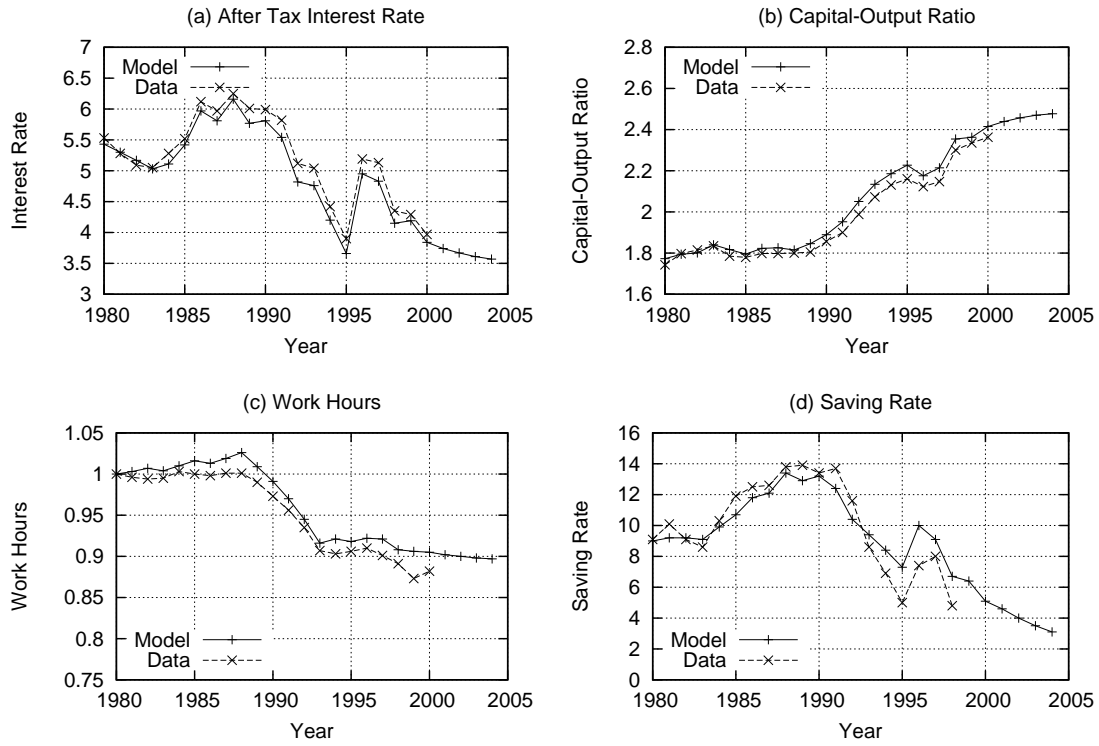 (a) After Tax Interest Rate
7
6.5
6
5.5
5
4.5
4
3.5
3
Interest Rate
Model
Data
1980 1985 1990 1995 2000 2005
Year
(b) Capital-Output Ratio
2.8
2.6
2.4
2.2
2
1.8
1.6
Capital-Output Ratio
Model
Data
1980 1985 1990 1995 2000 2005
Year
(c) Work Hours
1.05
1
0.95
0.9
0.85
0.8
0.75
Work Hours
Model
Data
1980 1985 1990 1995 2000 2005
Year
(d) Saving Rate
16
14
12
10
8
6
4
2
0
Saving Rate
Model
Data
1980 1985 1990 1995 2000 2005
Year